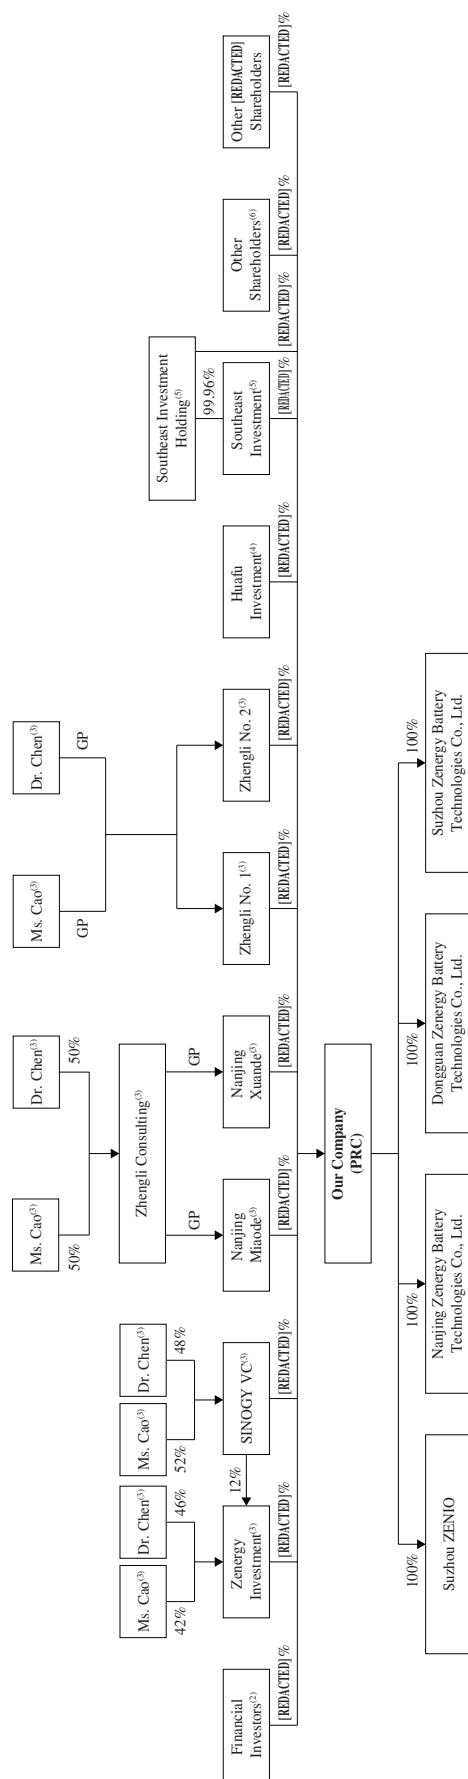 Ms. Cao(3)
Dr. Chen(3)
50%
50%
Ms. Cao(3)
Dr. Chen(3)
GP
GP
Ms. Cao(3)
Dr. Chen(3)
42%
46%
Ms. Cao(3)
Dr. Chen(3)
52%
48%
Zhengli Consulting(3)
GP
GP
Southeast Investment
Holding(5)
99.96%
Financial
Investors(2)
Zenergy
Investment(3)
12%
SINOGY VC(3)
Nanjing
Miaode(3)
Nanjing
Xuande(3)
Zhengli No. 1(3)
Zhengli No. 2(3)
Huafu
Investment(4)
Southeast
Investment(5)
Other
Shareholders(6)
Other [REDACTED]
Shareholders
[REDACTED]%
[REDACTED]%
[REDACTED]%
[REDACTED]%
[REDACTED]%
[REDACTED]%
[REDACTED]%
[REDACTED]%
[REDACTED]%
[REDACTED]%
[REDACTED]%
[REDACTED]%
Our Company
(PRC)
100%
100%
100%
100%
Suzhou ZENIO
Nanjing Zenergy Battery
Technologies Co., Ltd.
Dongguan Zenergy Battery
Technologies Co., Ltd.
Suzhou Zenergy Battery
Technologies Co., Ltd.